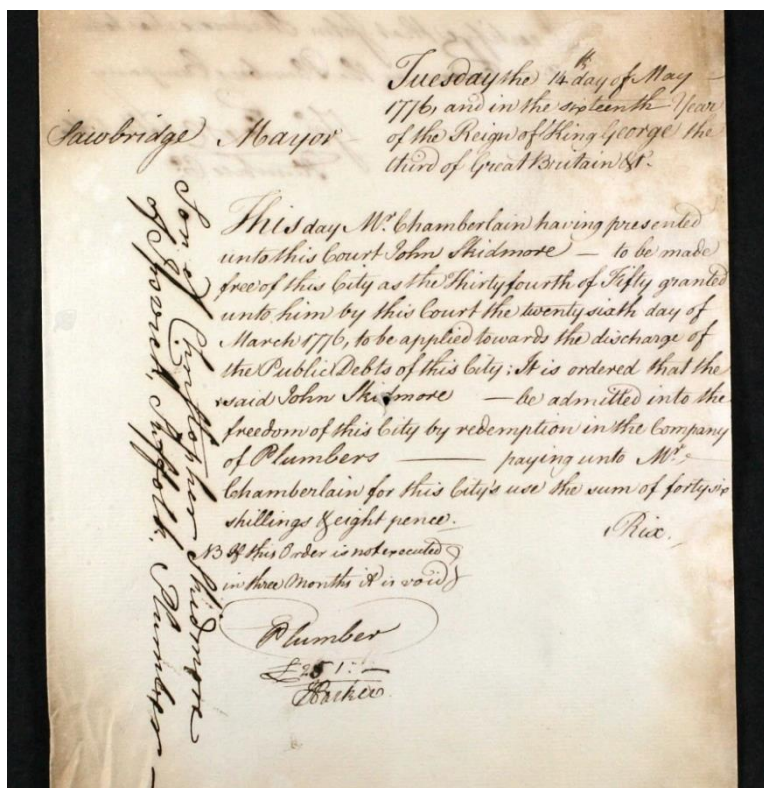 Tuesday the 14th day of May
1776, and in the sixteenth Year
Sawbridge Mayor of the Reign of King George the
third of Great Britain &c.
This day Mr. Chamberlain having presented
unto this Court John Skidmore — to be made
free of this City as the Thirty fourth of Fifty granted
unto him by this Court the twenty sixth day of
March 1776, to be applied towards the discharge of
the Public Debts of this City; It is ordered that the
said John Skidmore — be admitted into the
freedom of this City by redemption in the Company
of Plumbers — paying unto Mr.
Chamberlain for this City's use the sum of forty six
shillings & eight pence.
Rix.
NB If this Order is not executed
in three Months it is void
Plumber
£25 1: —
Son of Christopher Skidmore
of Suffolk, Plumber —